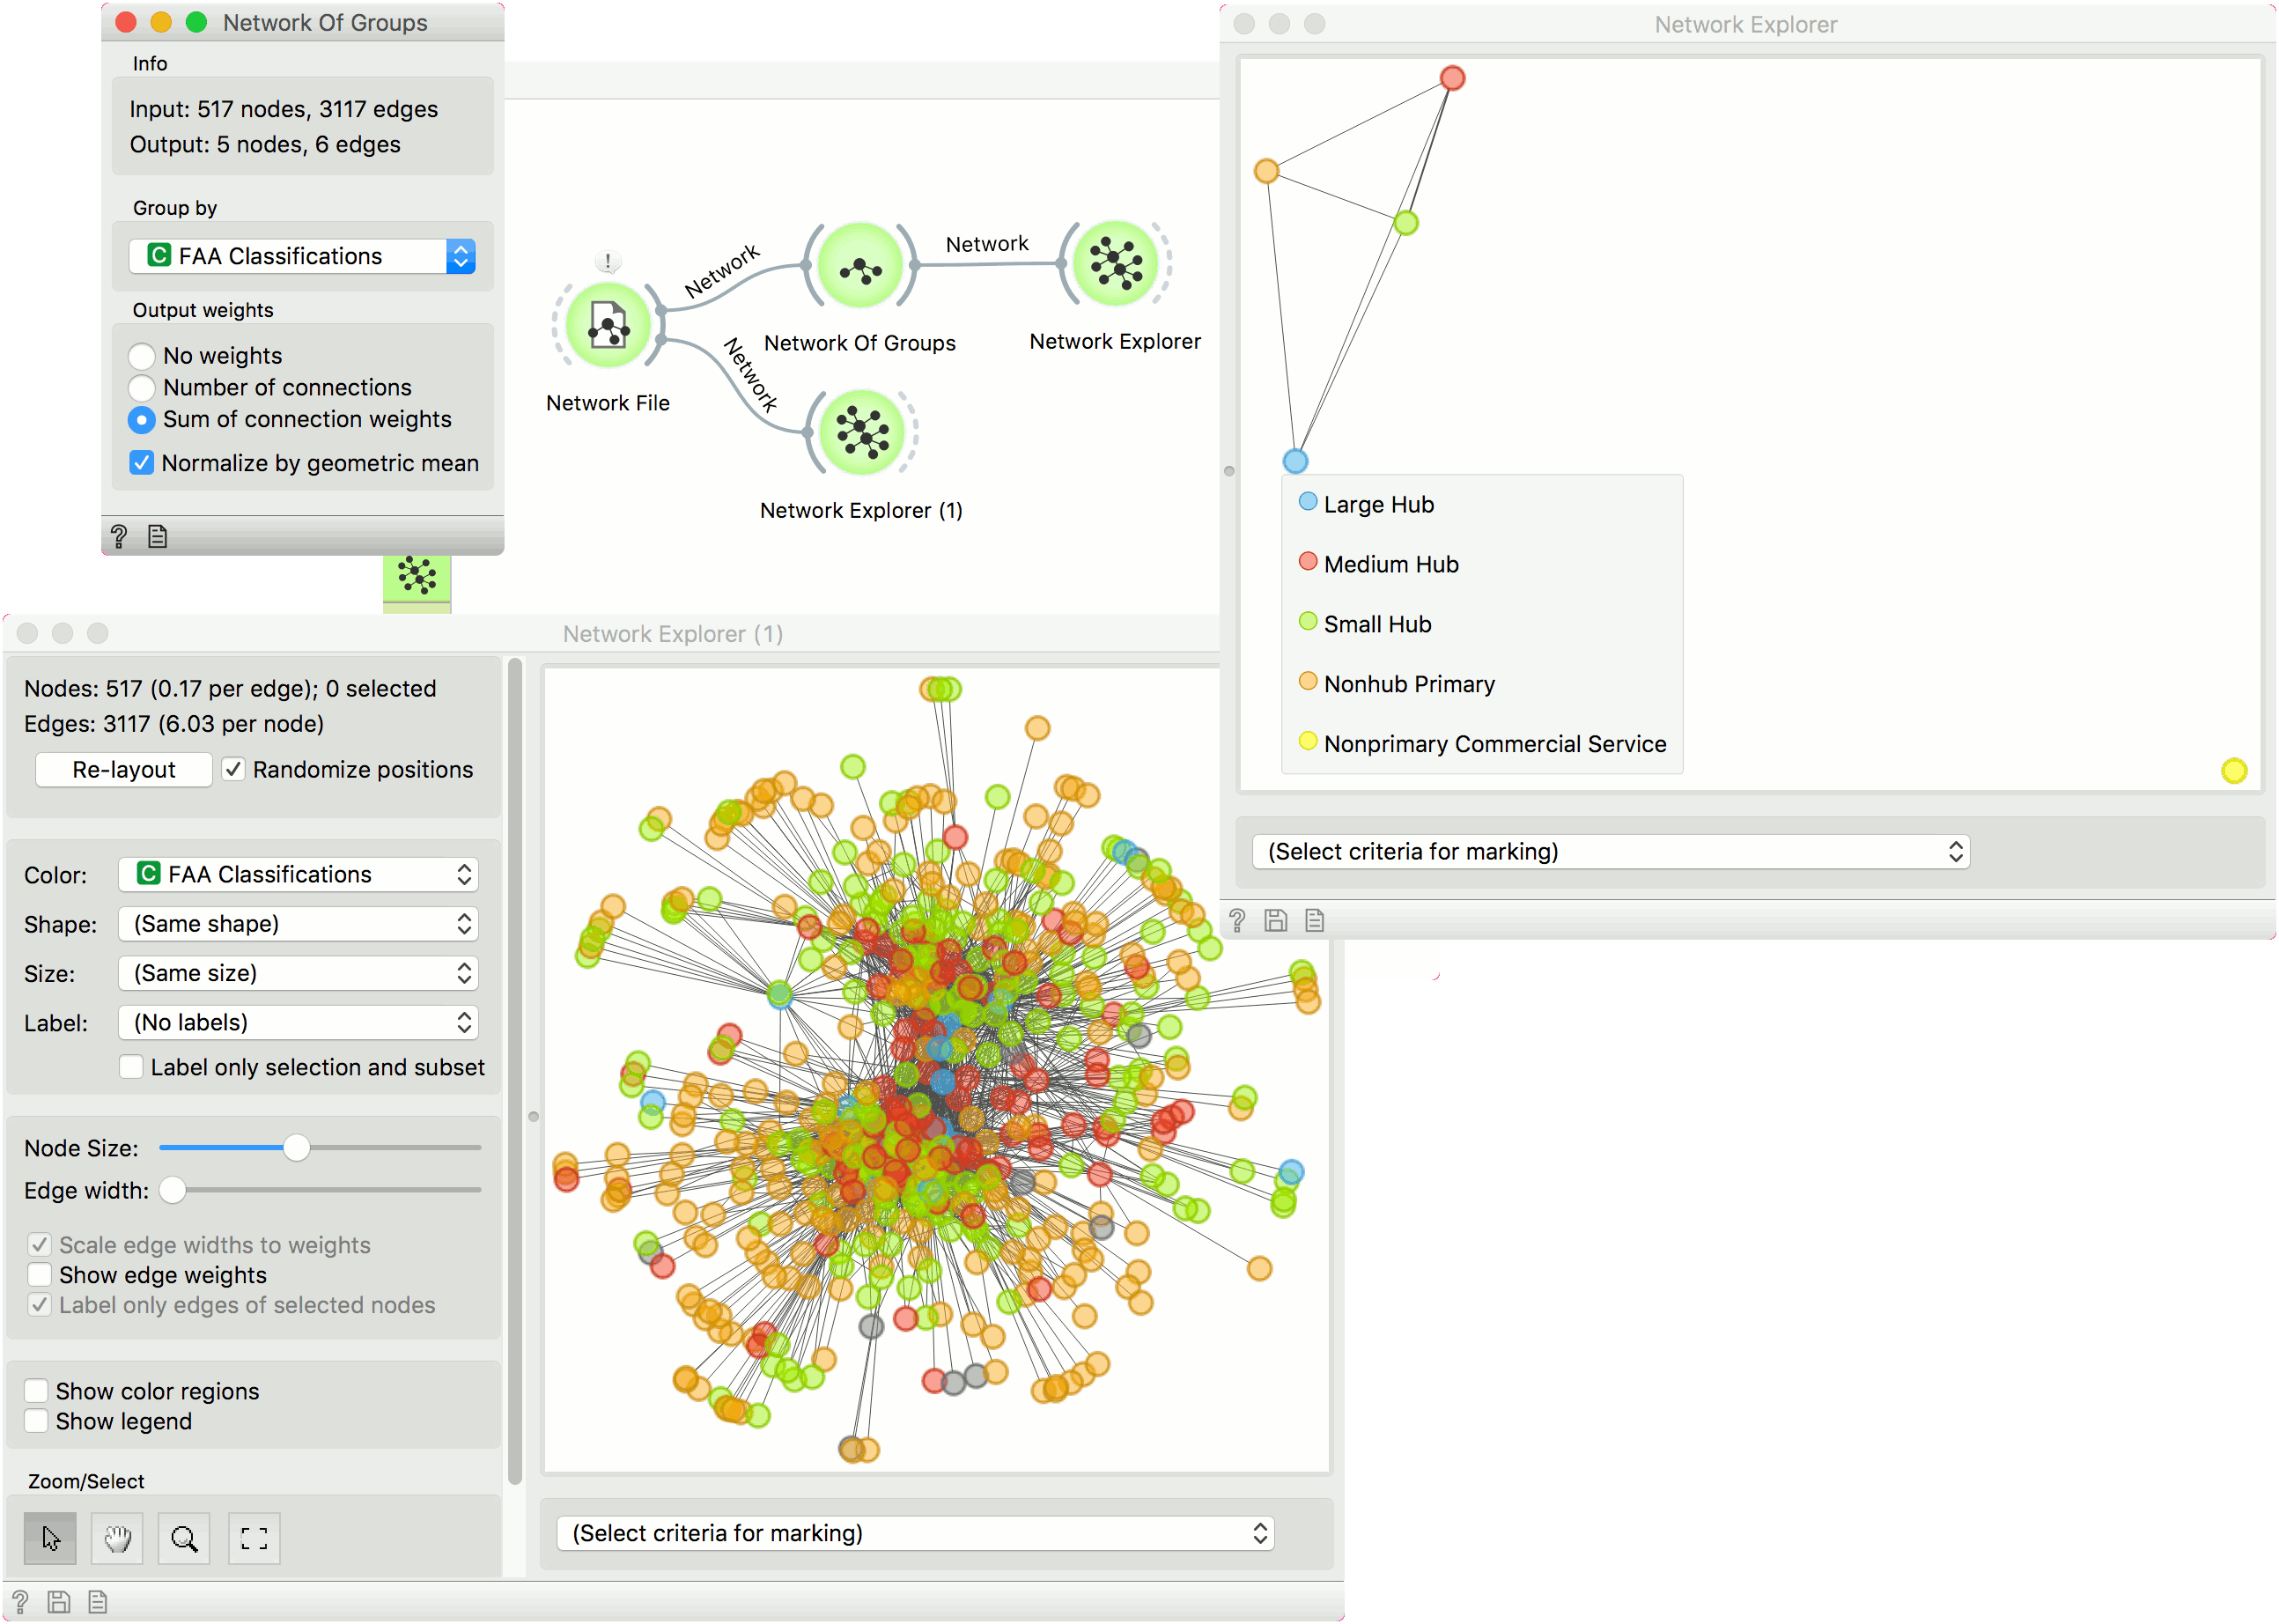 Network Of Groups
Info
Input: 517 nodes, 3117 edges
Output: 5 nodes, 6 edges
Group by
C FAA Classifications
Output weights
No weights
Number of connections
Sum of connection weights
Normalize by geometric mean
?
!
Network File
Network
Network
Network Of Groups
Network
Network Explorer
Network Explorer (1)
Network Explorer
Large Hub
Medium Hub
Small Hub
Nonhub Primary
Nonprimary Commercial Service
(Select criteria for marking)
?
Network Explorer (1)
Nodes: 517 (0.17 per edge); 0 selected
Edges: 3117 (6.03 per node)
Re-layout Randomize positions
Color: C FAA Classifications
Shape: (Same shape)
Size: (Same size)
Label: (No labels)
Label only selection and subset
Node Size:
Edge width:
Scale edge widths to weights
Show edge weights
Label only edges of selected nodes
Show color regions
Show legend
Zoom/Select
(Select criteria for marking)
?